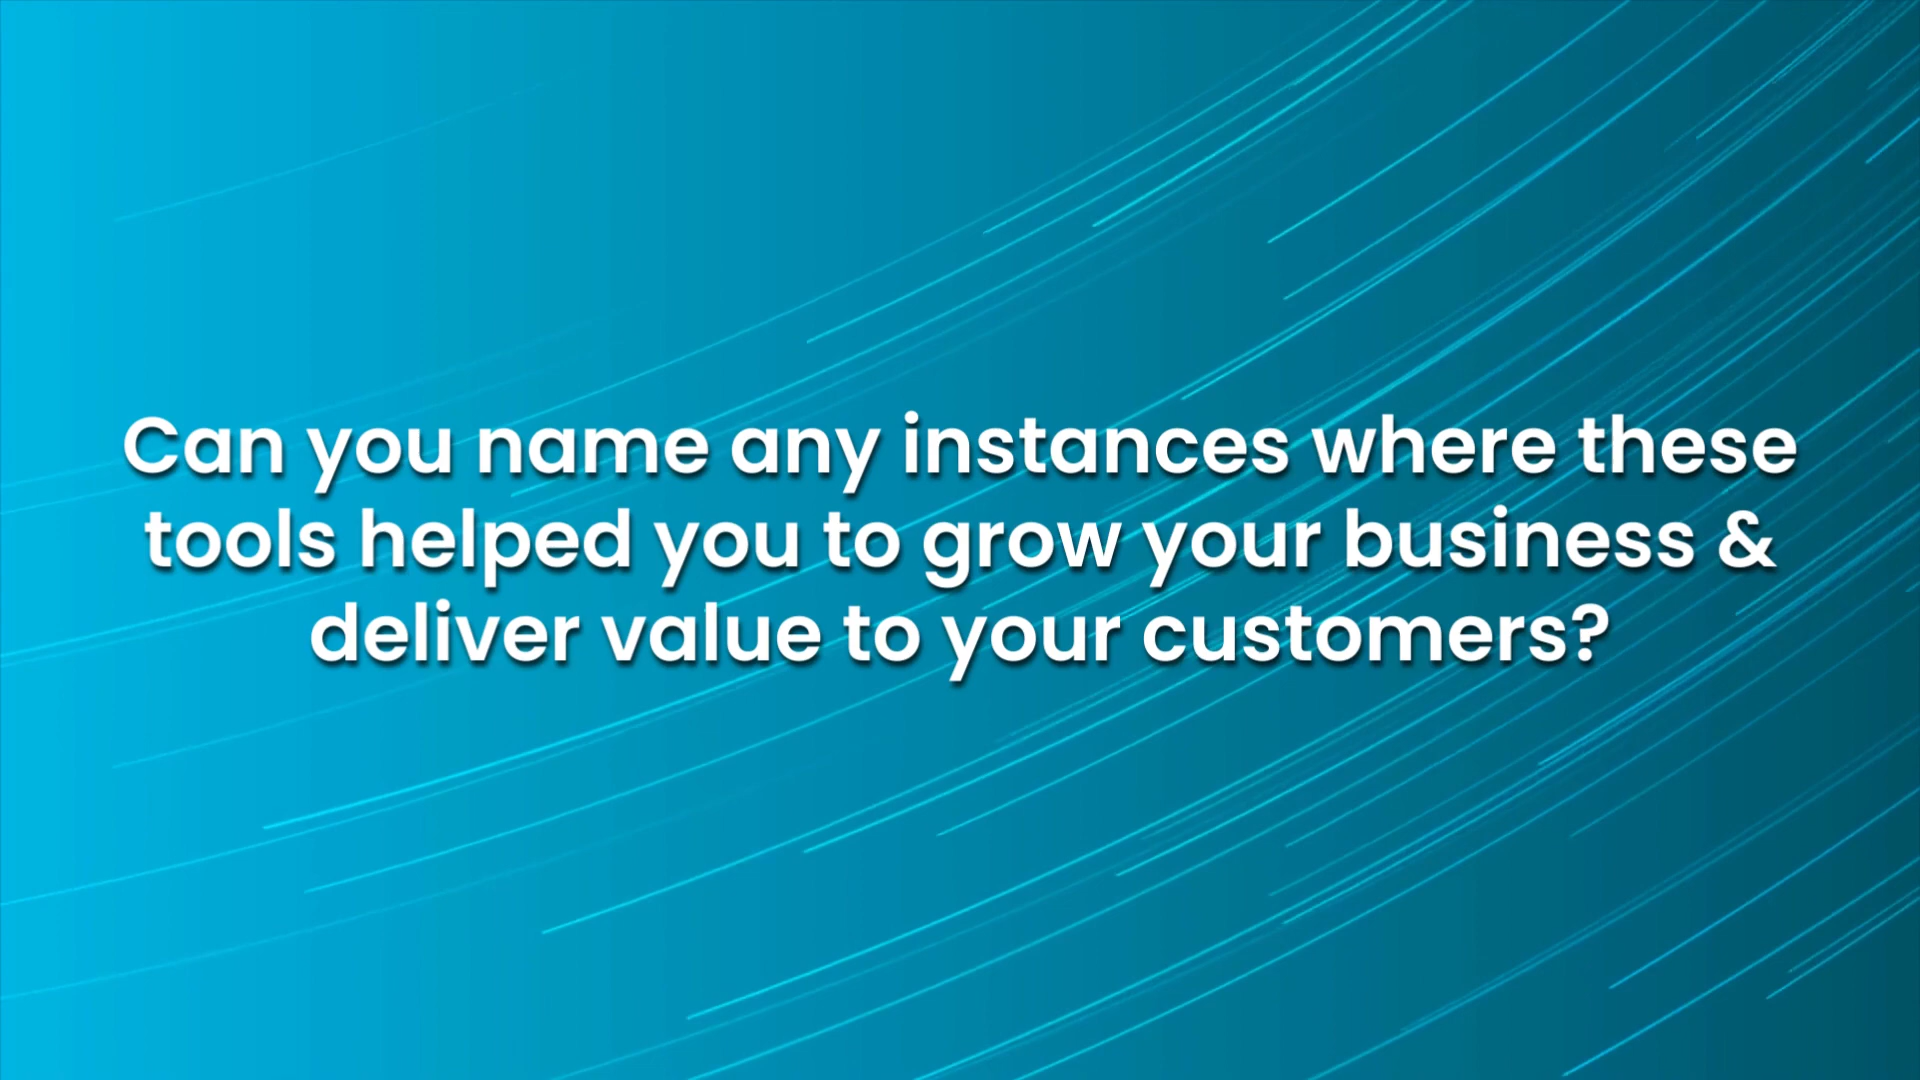 Can you name any instances where these
tools helped you to grow your business &
deliver value to your customers?